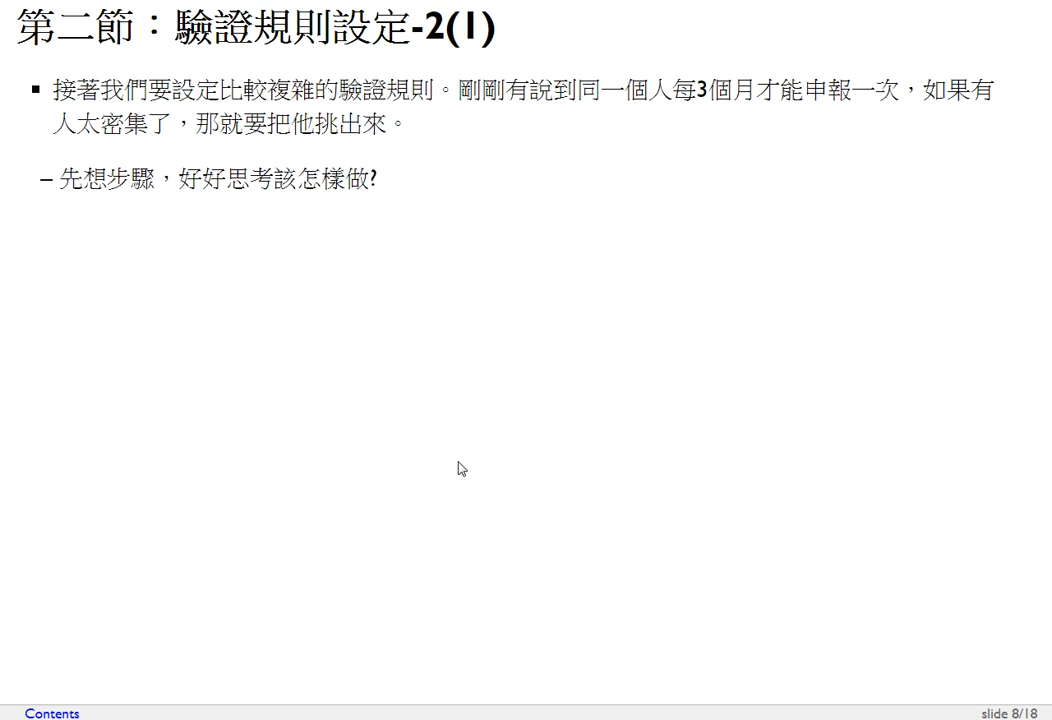 第二節：驗證規則設定-2(1)
接著我們要設定比較複雜的驗證規則。剛剛有說到同一個人每3個月才能申報一次，如果有
人太密集了，那就要把他挑出來。
– 先想步驟，好好思考該怎樣做?
Contents
slide 8/18